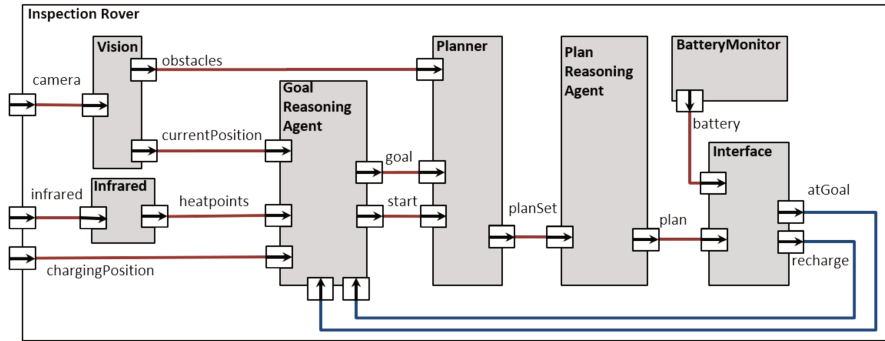 Inspection Rover
Vision
Planner
Plan
Reasoning
Agent
BatteryMonitor
obstacles
camera
Goal
Reasoning
Agent
currentPosition
battery
Interface
goal
infrared
Infrared
heatpoints
start
planSet
plan
atGoal
recharge
chargingPosition